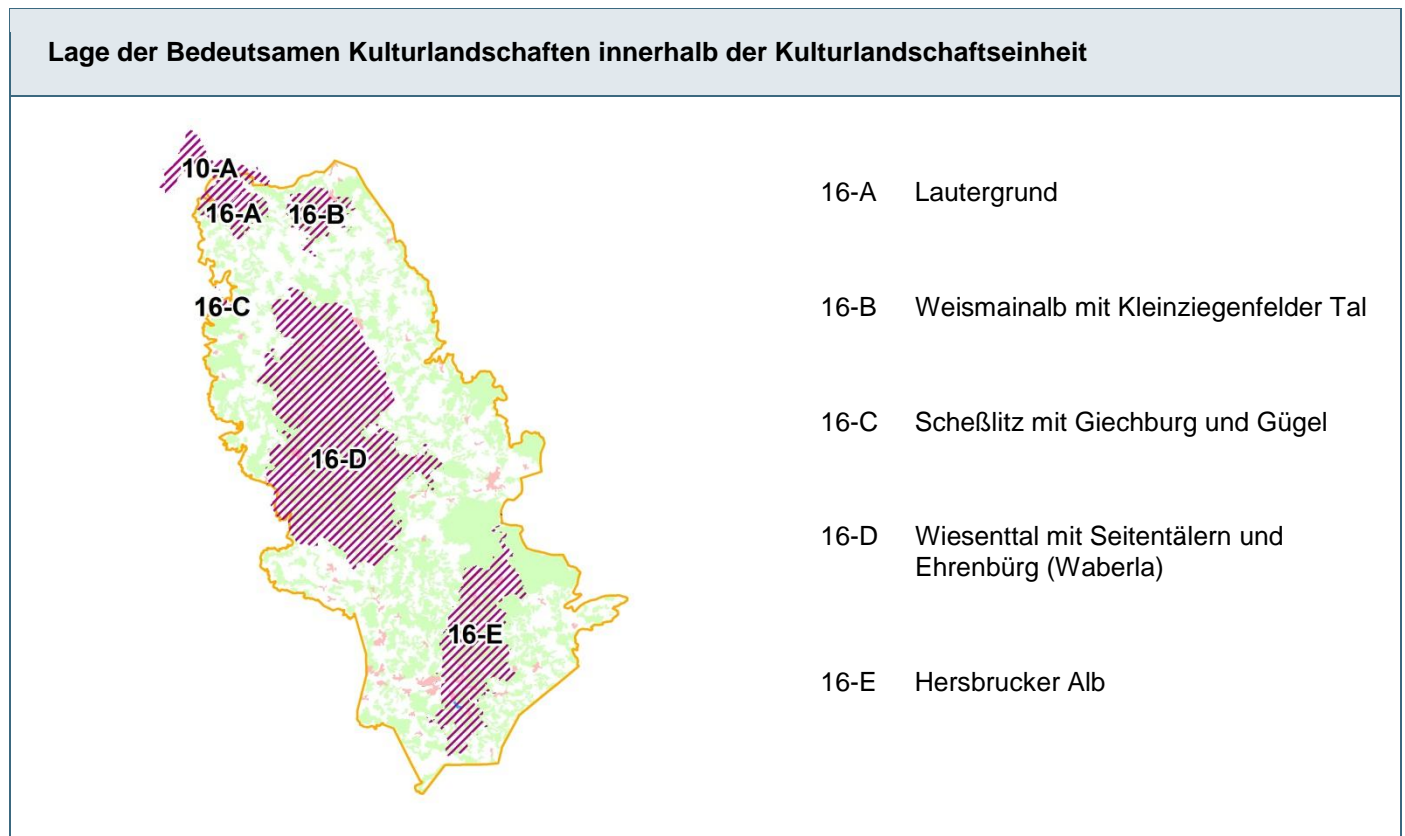 Lage der Bedeutsamen Kulturlandschaften innerhalb der Kulturlandschaftseinheit
10-A
16-A
16-B
16-C
16-D
16-E
16-A Lautergrund
16-B Weismainalb mit Kleinziegenfelder Tal
16-C Scheßlitz mit Giechburg und Gügel
16-D Wiesenttal mit Seitentälern und
Ehrenbürg (Waberla)
16-E Hersbrucker Alb